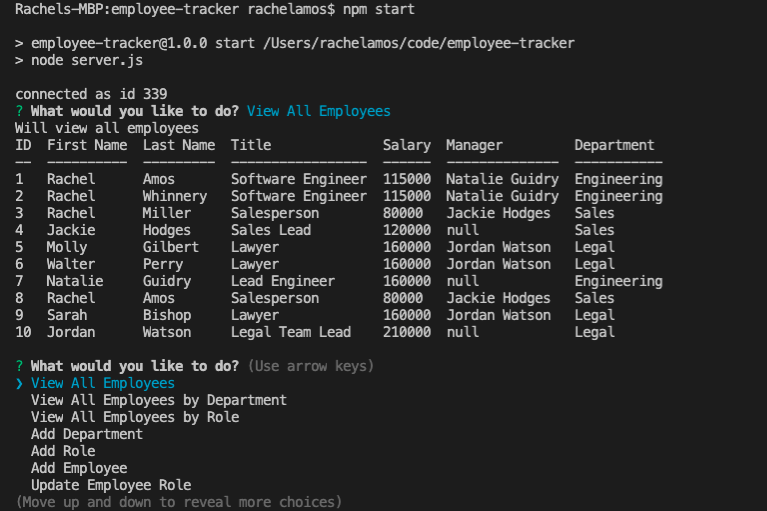 Rachels-MBP:employee-tracker rachelamos$ npm start
> employee-tracker@1.0.0 start /Users/rachelamos/code/employee-tracker
> node server.js
connected as id 339
? What would you like to do? View All Employees
Will view all employees
ID  First Name  Last Name  Title              Salary  Manager         Department
--  ----------  ---------  -----------------  ------  --------------  -----------
1   Rachel      Amos       Software Engineer  115000  Natalie Guidry  Engineering
2   Rachel      Whinnery   Software Engineer  115000  Natalie Guidry  Engineering
3   Rachel      Miller     Salesperson        80000   Jackie Hodges   Sales
4   Jackie      Hodges     Sales Lead         120000  null            Sales
5   Molly       Gilbert    Lawyer             160000  Jordan Watson   Legal
6   Walter      Perry      Lawyer             160000  Jordan Watson   Legal
7   Natalie     Guidry     Lead Engineer      160000  null            Engineering
8   Rachel      Amos       Salesperson        80000   Jackie Hodges   Sales
9   Sarah       Bishop     Lawyer             160000  Jordan Watson   Legal
10  Jordan      Watson     Legal Team Lead    210000  null            Legal
? What would you like to do? (Use arrow keys)
❯ View All Employees
  View All Employees by Department
  View All Employees by Role
  Add Department
  Add Role
  Add Employee
  Update Employee Role
(Move up and down to reveal more choices)